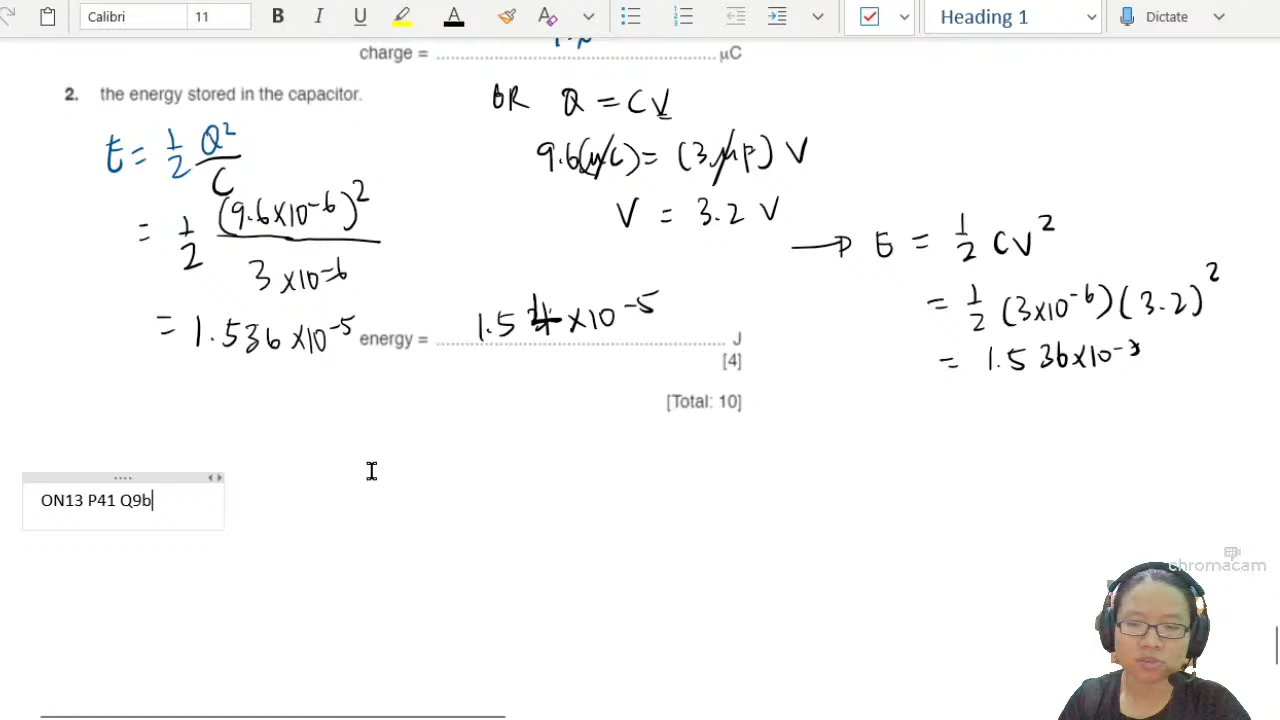 Calibri 11 B I U A A Heading 1 Dictate
charge = μC
2. the energy stored in the capacitor.
OR Q = CV
E = 1/2 Q²/C
9.6(μC) = (3 μF) V
= 1/2 (9.6×10-6)² / 3×10-6
V = 3.2 V
→ E = 1/2 CV²
= 1/2 (3×10-6)(3.2)²
= 1.536×10-5
energy = 1.54×10-5 J
= 1.536×10
[4]
[Total: 10]
ON13 P41 Q9b
chromacam